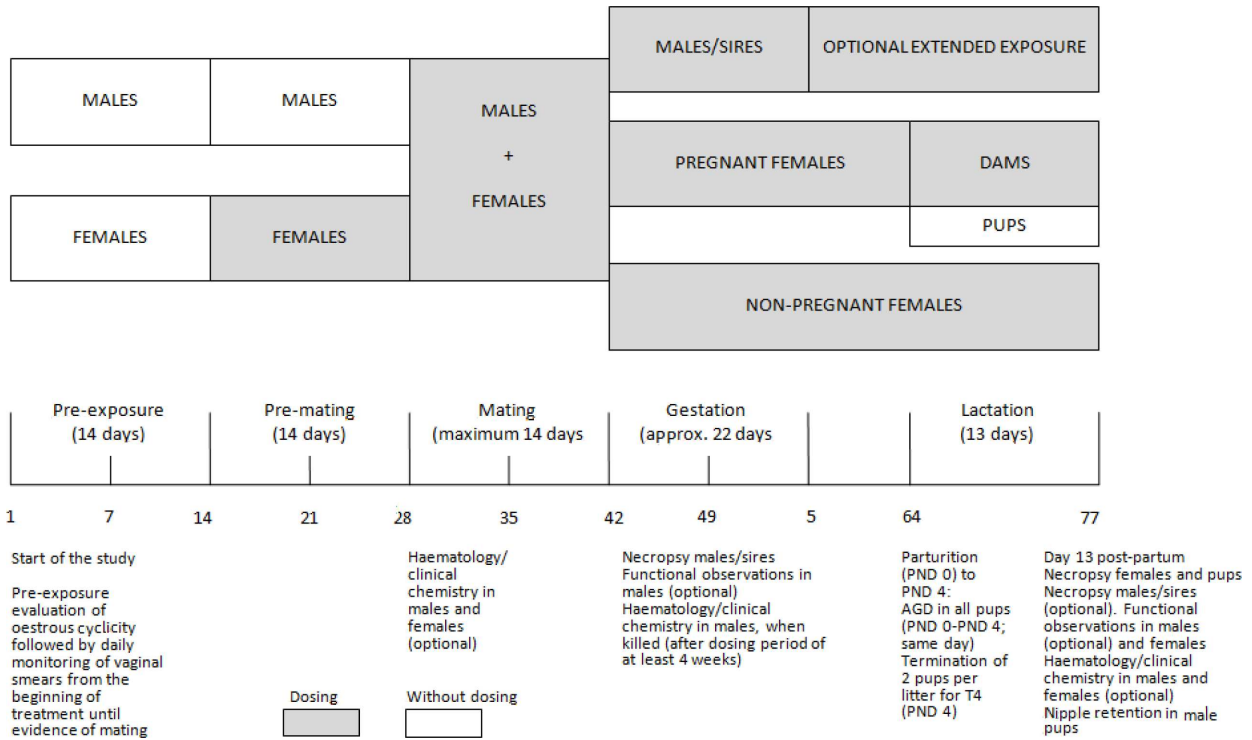 MALES/SIRES
OPTIONAL EXTENDED EXPOSURE
MALES
MALES
MALES
+
FEMALES
PREGNANT FEMALES
DAMS
FEMALES
FEMALES
PUPS
NON-PREGNANT FEMALES
Pre-exposure
(14 days)
Pre-mating
(14 days)
Mating
(maximum 14 days
Gestation
(approx. 22 days
Lactation
(13 days)
1
7
14
21
28
35
42
49
5
64
77
Start of the study
Pre-exposure
evaluation of
oestrous cyclicity
followed by daily
monitoring of vaginal
smears from the
beginning of
treatment until
evidence of mating
Haematology/
clinical
chemistry in
males and
females
(optional)
Necropsy males/sires
Functional observations in
males (optional)
Haematology/clinical
chemistry in males, when
killed (after dosing period of
at least 4 weeks)
Parturition
(PND 0) to
PND 4:
AGD in all pups
(PND 0-PND 4;
same day)
Termination of
2 pups per
litter for T4
(PND 4)
Day 13 post-partum
Necropsy females and pups
Necropsy males/sires
(optional). Functional
observations in males
(optional) and females
Haematology/clinical
chemistry in males and
females (optional)
Nipple retention in male
pups
Dosing
Without dosing